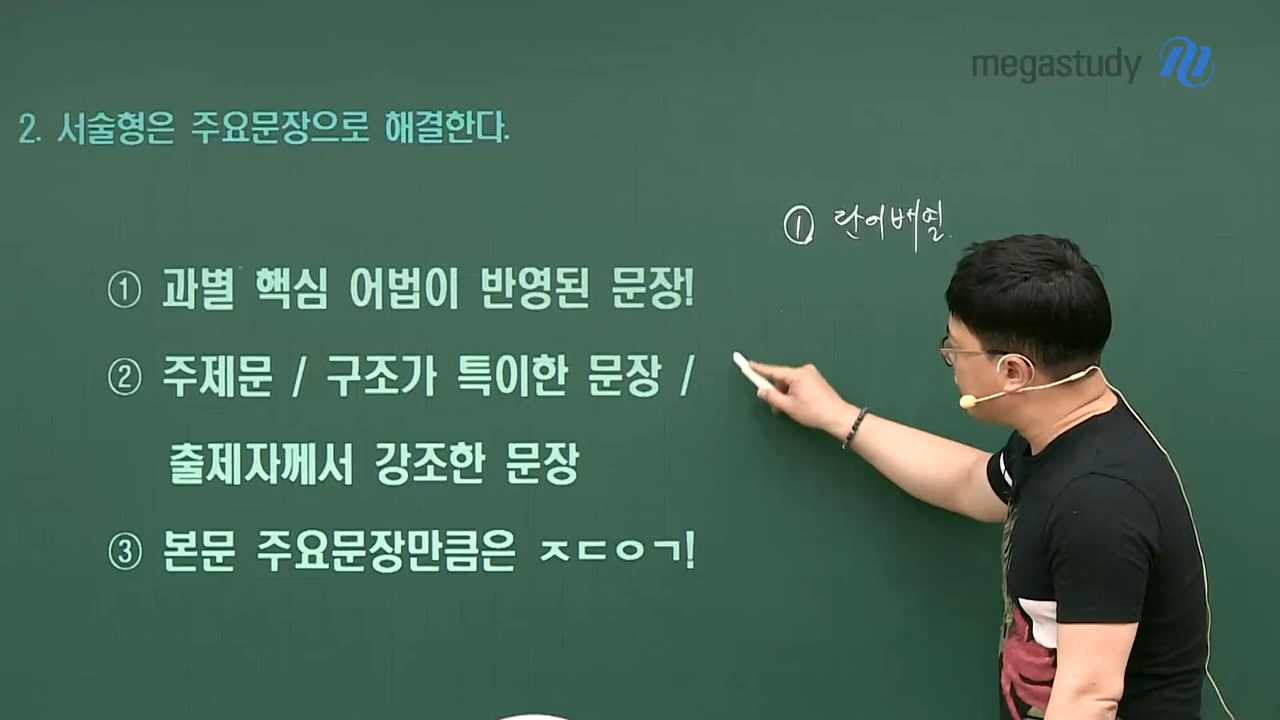 megastudy
2. 서술형은 주요문장으로 해결한다.
① 단어배열.
① 과별 핵심 어법이 반영된 문장!
② 주제문 / 구조가 특이한 문장 /
출제자께서 강조한 문장
③ 본문 주요문장만큼은 ㅈㄷㅇㄱ!